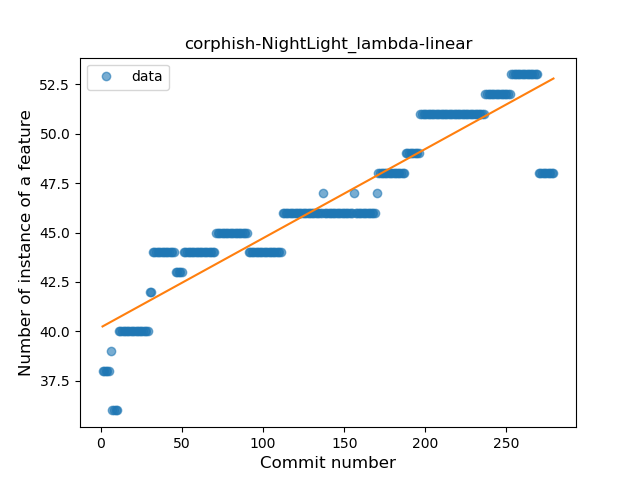 corphish-NightLight_lambda-linear
data
Number of instance of a feature
52.5
50.0
47.5
45.0
42.5
40.0
37.5
0 50 100 150 200 250
Commit number